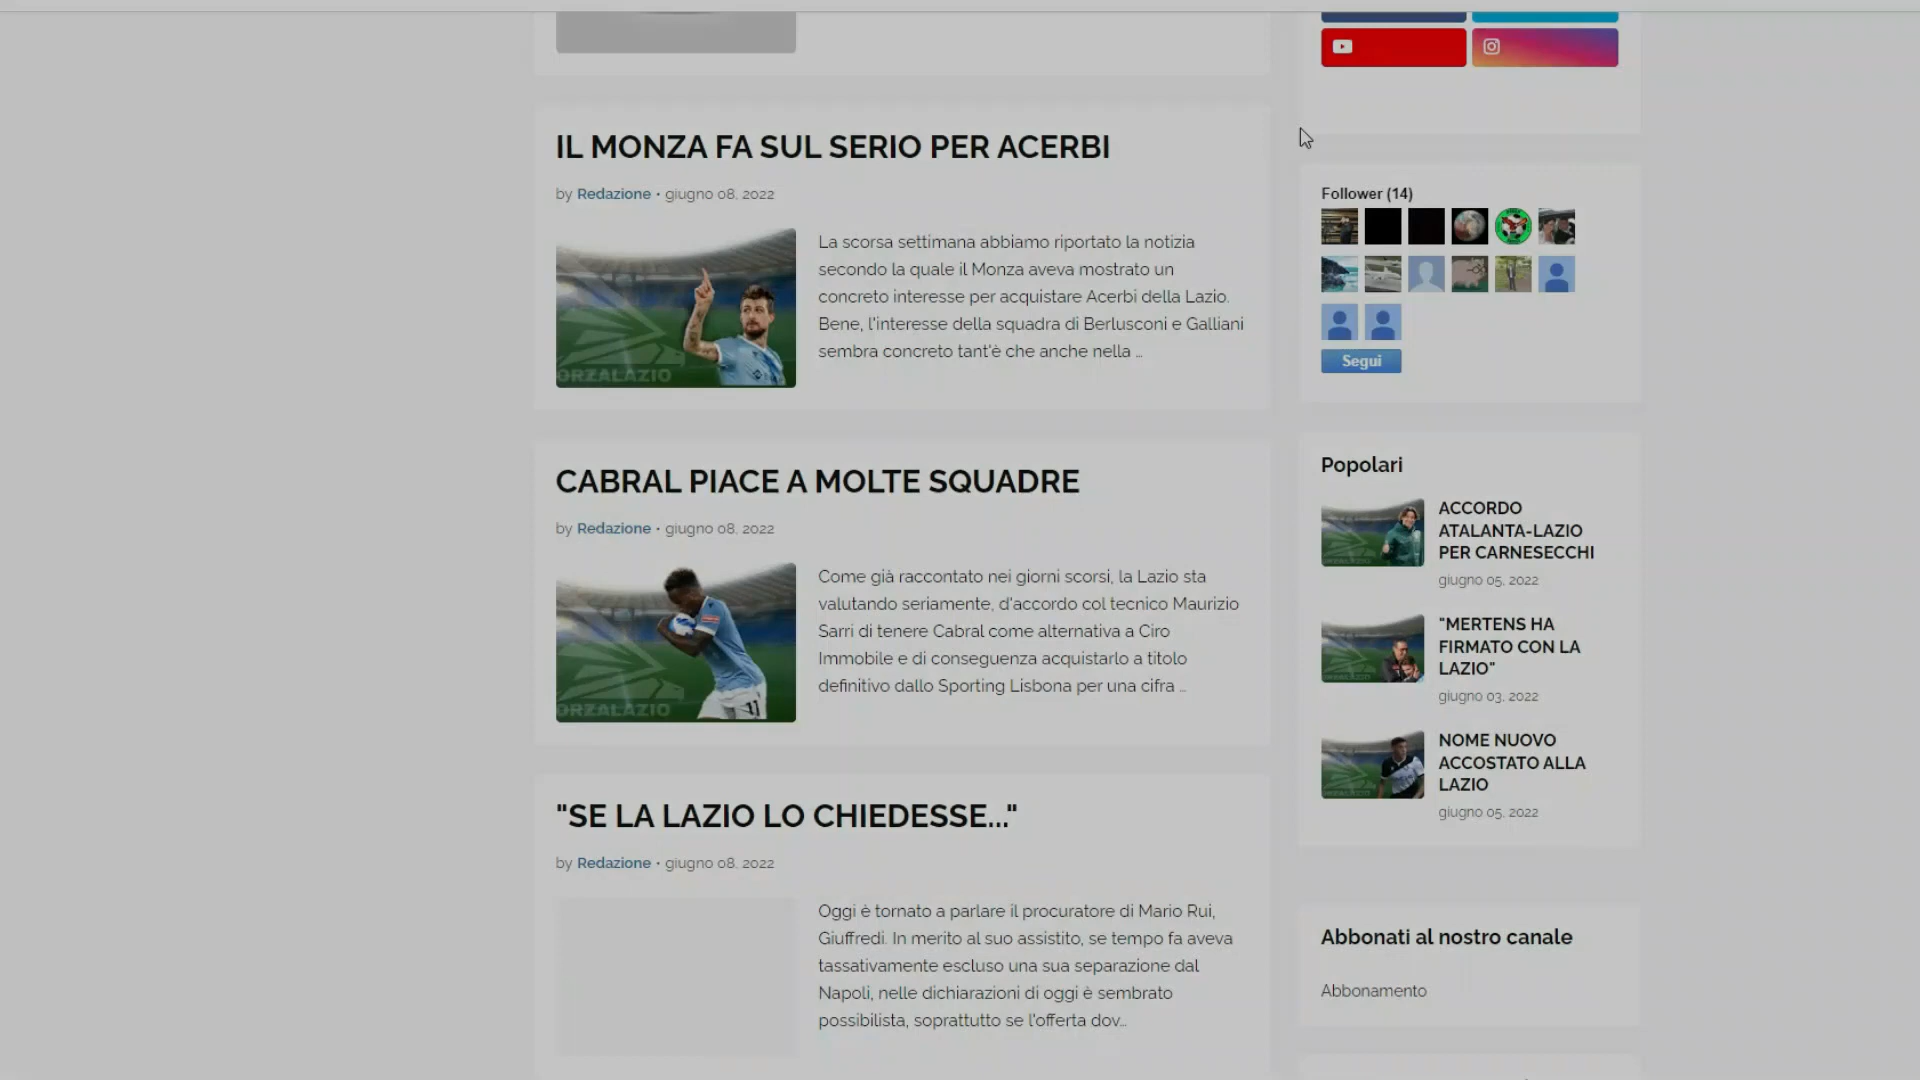 IL MONZA FA SUL SERIO PER ACERBI
by Redazione • giugno 08, 2022
La scorsa settimana abbiamo riportato la notizia
secondo la quale il Monza aveva mostrato un
concreto interesse per acquistare Acerbi della Lazio.
Bene, l'interesse della squadra di Berlusconi e Galliani
sembra concreto tant'è che anche nella ...
ORZALAZIO
CABRAL PIACE A MOLTE SQUADRE
by Redazione • giugno 08, 2022
Come già raccontato nei giorni scorsi, la Lazio sta
valutando seriamente, d'accordo col tecnico Maurizio
Sarri di tenere Cabral come alternativa a Ciro
Immobile e di conseguenza acquistarlo a titolo
definitivo dallo Sporting Lisbona per una cifra ...
11
ORZALAZIO
"SE LA LAZIO LO CHIEDESSE..."
by Redazione • giugno 08, 2022
Oggi è tornato a parlare il procuratore di Mario Rui,
Giuffredi. In merito al suo assistito, se tempo fa aveva
tassativamente escluso una sua separazione dal
Napoli, nelle dichiarazioni di oggi è sembrato
possibilista, soprattutto se l'offerta dov...
Follower (14)
Segui
Popolari
ACCORDO
ATALANTA-LAZIO
PER CARNESECCHI
giugno 05, 2022
"MERTENS HA
FIRMATO CON LA
LAZIO"
giugno 03, 2022
NOME NUOVO
ACCOSTATO ALLA
LAZIO
giugno 05, 2022
Abbonati al nostro canale
Abbonamento